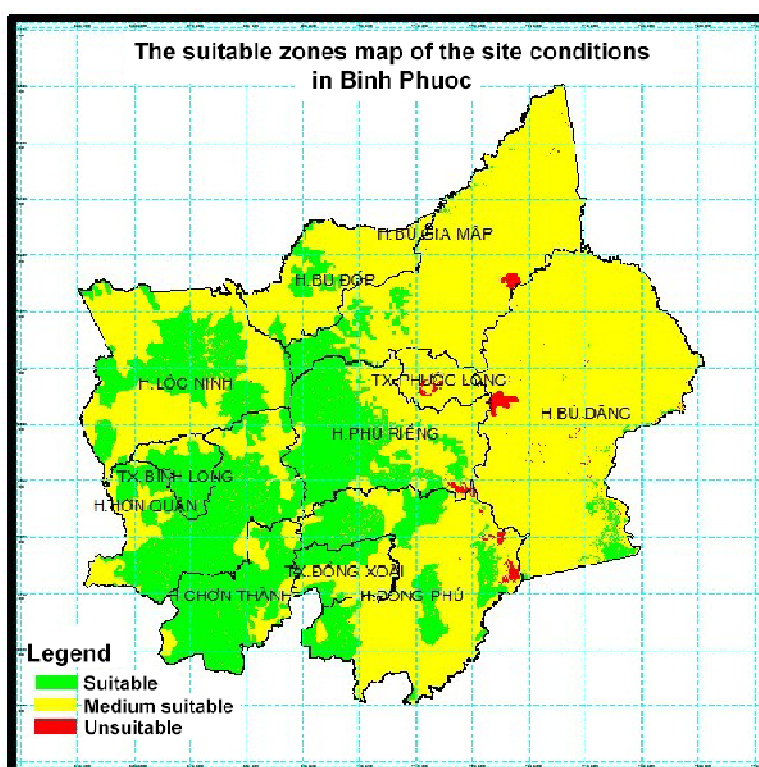 The suitable zones map of the site conditions
in Binh Phuoc
H.BÙ GIA MẬP
H.BÙ ĐỐP
H.LỘC NINH
TX.PHƯỚC LONG
H.BÙ ĐĂNG
H.PHÚ RIỀNG
TX.BÌNH LONG
H.HỚN QUẢN
TX.ĐỒNG XOÀI
H.CHƠN THÀNH
H.ĐỒNG PHÚ
Legend
Suitable
Medium suitable
Unsuitable